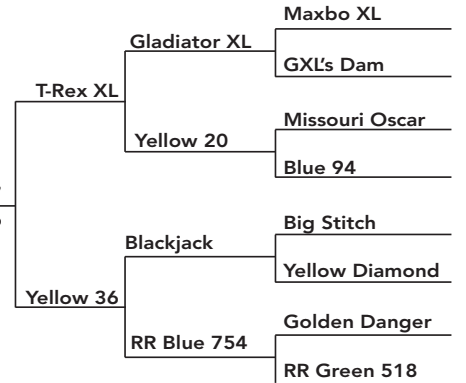 Maxbo XL
Gladiator XL
GXL's Dam
T-Rex XL
Missouri Oscar
Yellow 20
Blue 94
Big Stitch
Blackjack
Yellow Diamond
Yellow 36
Golden Danger
RR Blue 754
RR Green 518